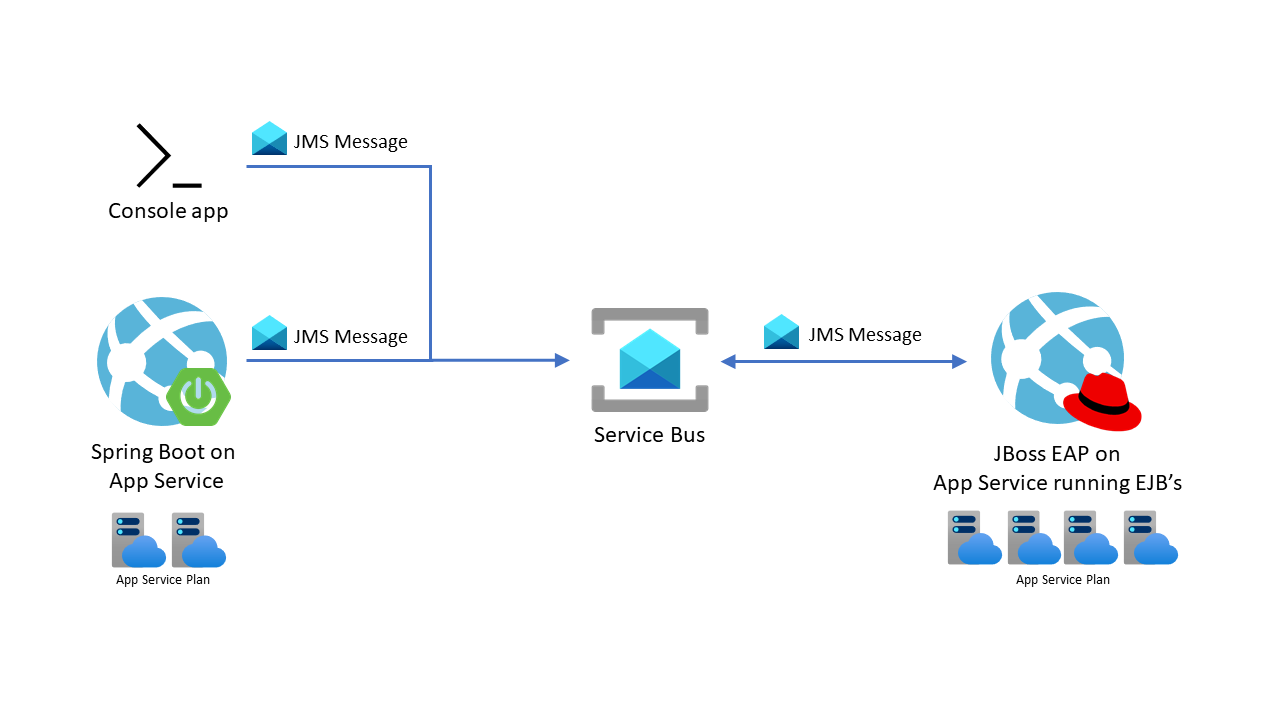 JMS Message
Console app
JMS Message
Spring Boot on
App Service
App Service Plan
Service Bus
JMS Message
JBoss EAP on
App Service running EJB’s
App Service Plan